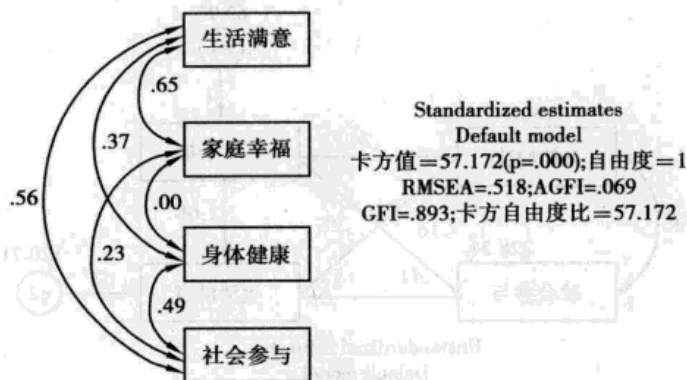 生活满意
.65
.37
家庭幸福
.56
.00
.23
身体健康
.49
社会参与
Standardized estimates
Default model
卡方值=57.172(p=.000);自由度=1
RMSEA=.518;AGFI=.069
GFI=.893;卡方自由度比=57.172